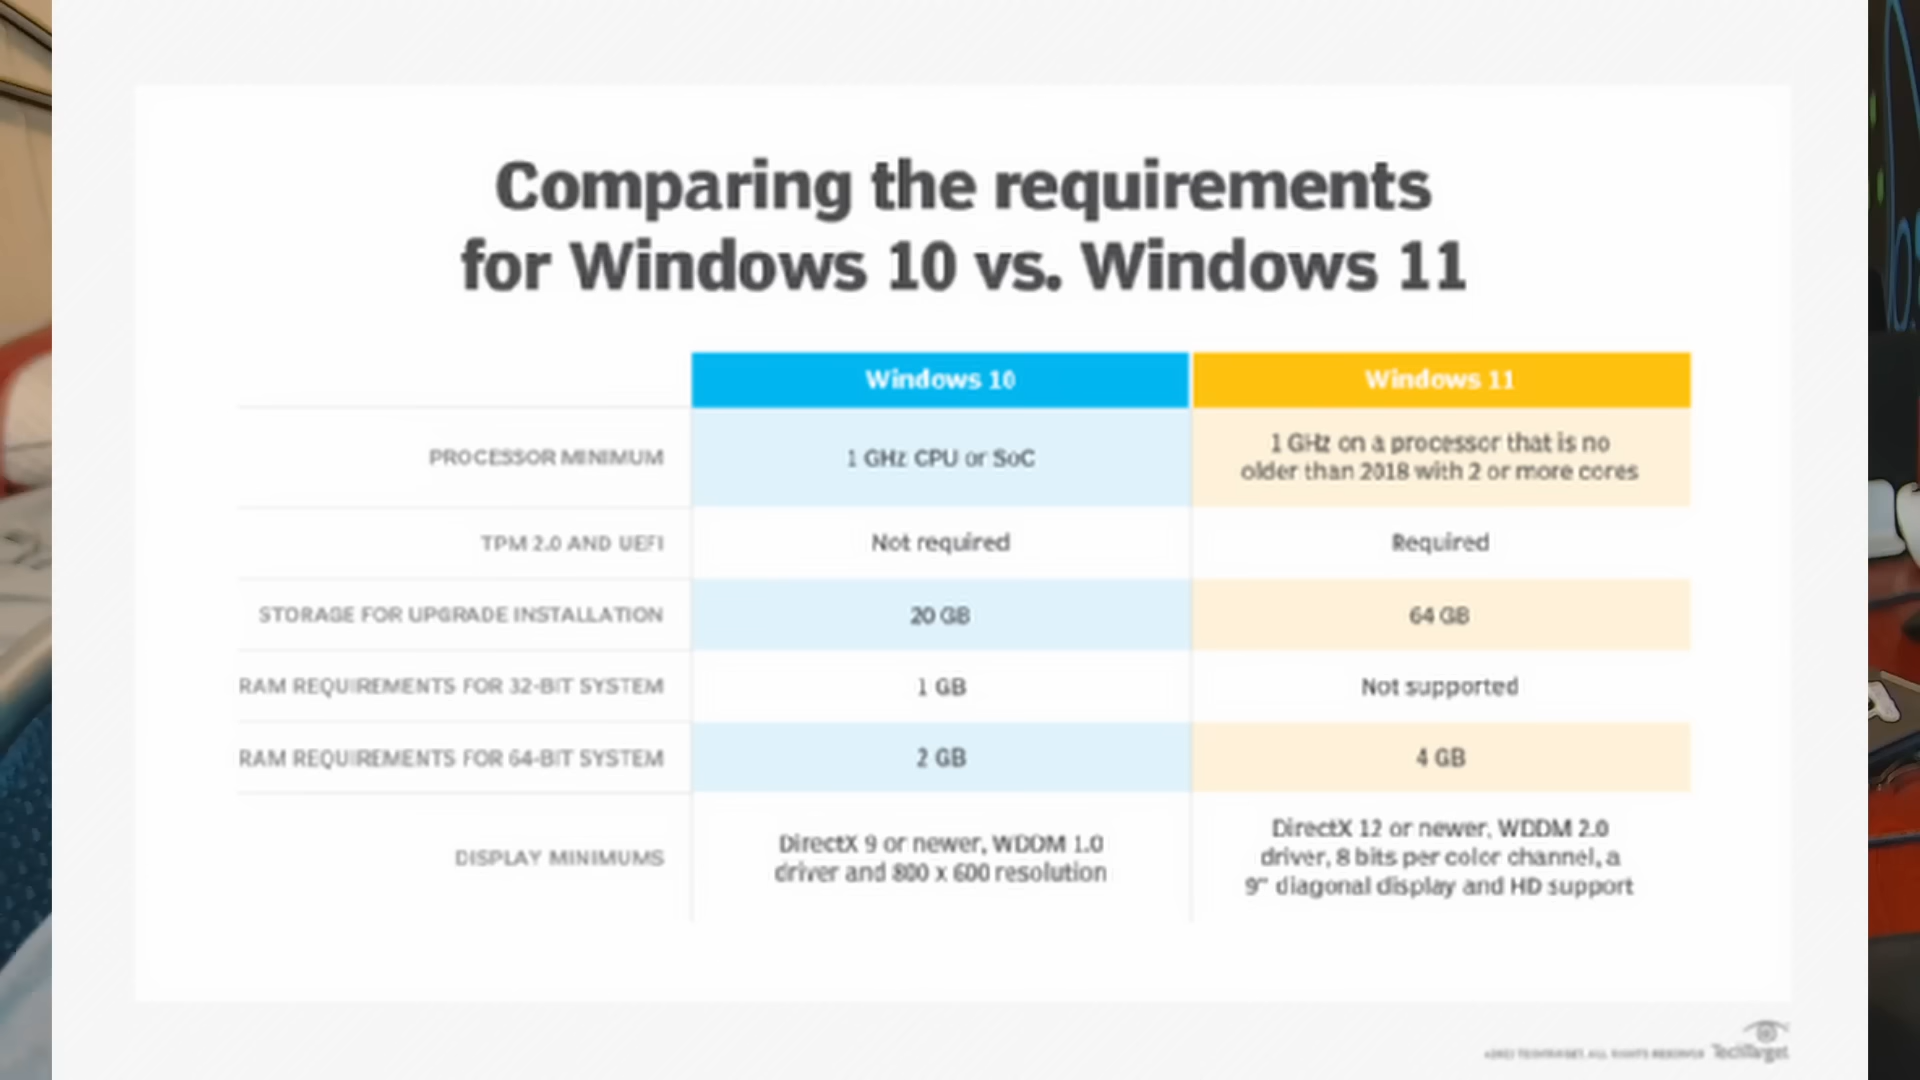 Comparing the requirements
for Windows 10 vs. Windows 11
Windows 10
Windows 11
PROCESSOR MINIMUM
1 GHz CPU or SoC
1 GHz on a processor that is no
older than 2018 with 2 or more cores
TPM 2.0 AND UEFI
Not required
Required
STORAGE FOR UPGRADE INSTALLATION
20 GB
64 GB
RAM REQUIREMENTS FOR 32-BIT SYSTEM
1 GB
Not supported
RAM REQUIREMENTS FOR 64-BIT SYSTEM
2 GB
4 GB
DISPLAY MINIMUMS
DirectX 9 or newer, WDDM 1.0
driver and 800 x 600 resolution
DirectX 12 or newer, WDDM 2.0
driver, 8 bits per color channel, a
9" diagonal display and HD support
TECHTARGET. ALL RIGHTS RESERVED
TechTarget